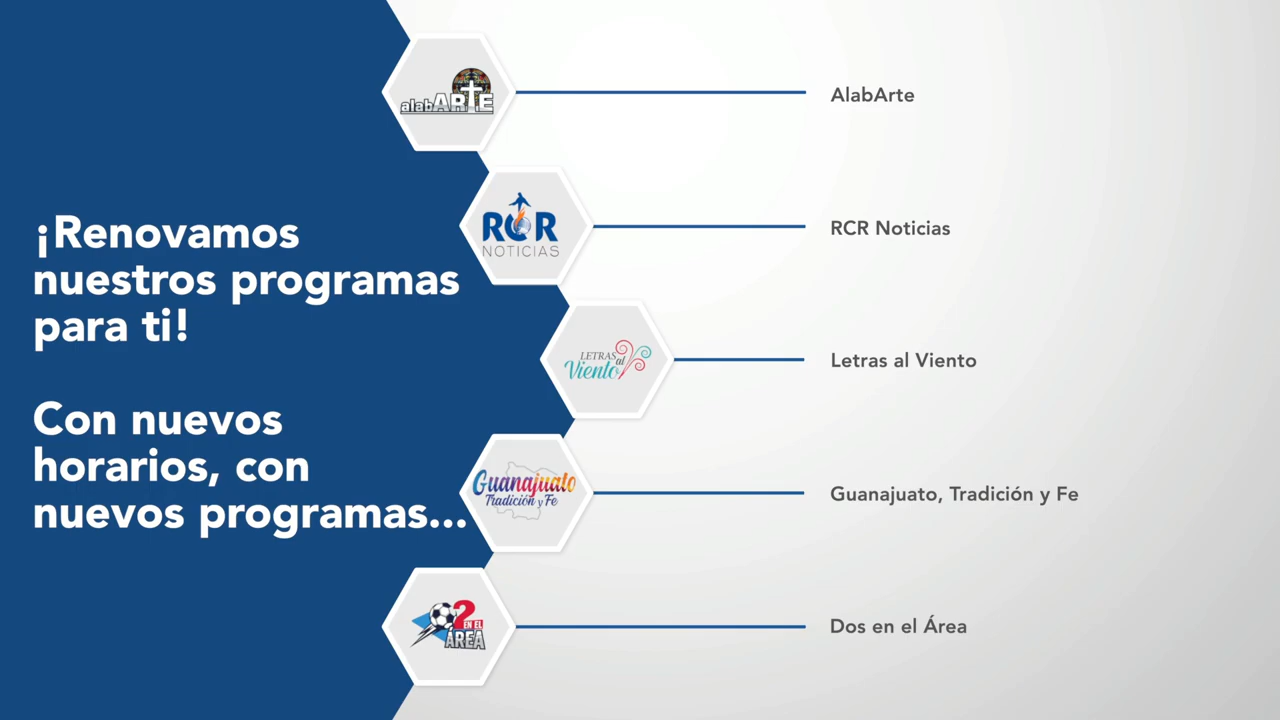 ¡Renovamos
nuestros programas
para ti!
Con nuevos
horarios, con
nuevos programas...
alabARTE
AlabArte
RCR
NOTICIAS
RCR Noticias
LETRAS al
Viento
Letras al Viento
Guanajuato
Tradición y Fe
Guanajuato, Tradición y Fe
2
EN EL
ÁREA
Dos en el Área